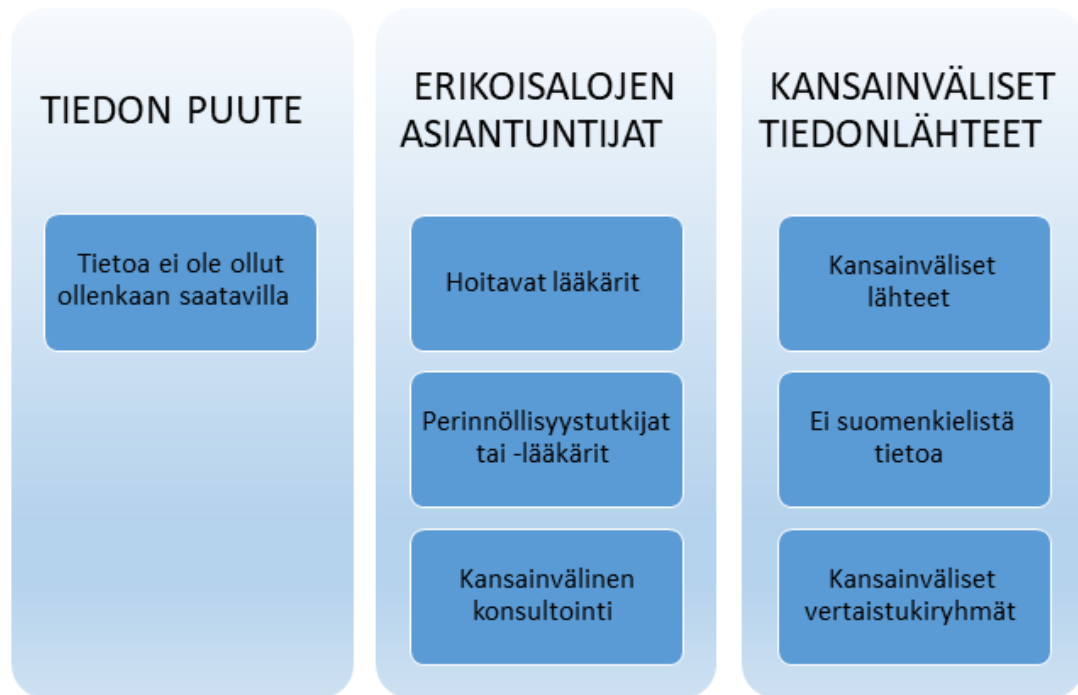 TIEDON PUUTE
Tietoa ei ole ollut
ollenkaan saatavilla
ERIKOISALOJEN
ASIANTUNTIJAT
Hoitavat lääkärit
Perinnöllisyystutkijat
tai -lääkärit
Kansainvälinen
konsultointi
KANSAINVÄLISET
TIEDONLÄHTEET
Kansainväliset
lähteet
Ei suomenkielistä
tietoa
Kansainväliset
vertaistukiryhmät